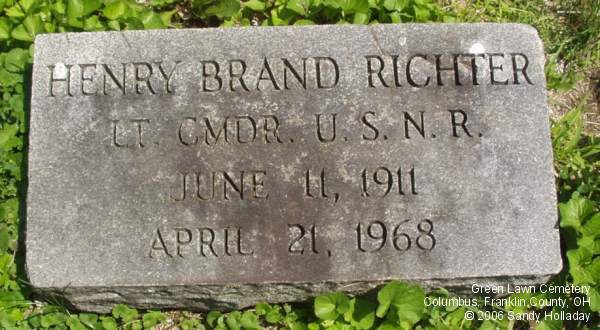 HENRY BRAND RICHTER
LT. CMDR. U.S.N.R.
JUNE 11, 1911
APRIL 21, 1968
Green Lawn Cemetery
Columbus, Franklin County, OH
© 2006 Sandy Holladay